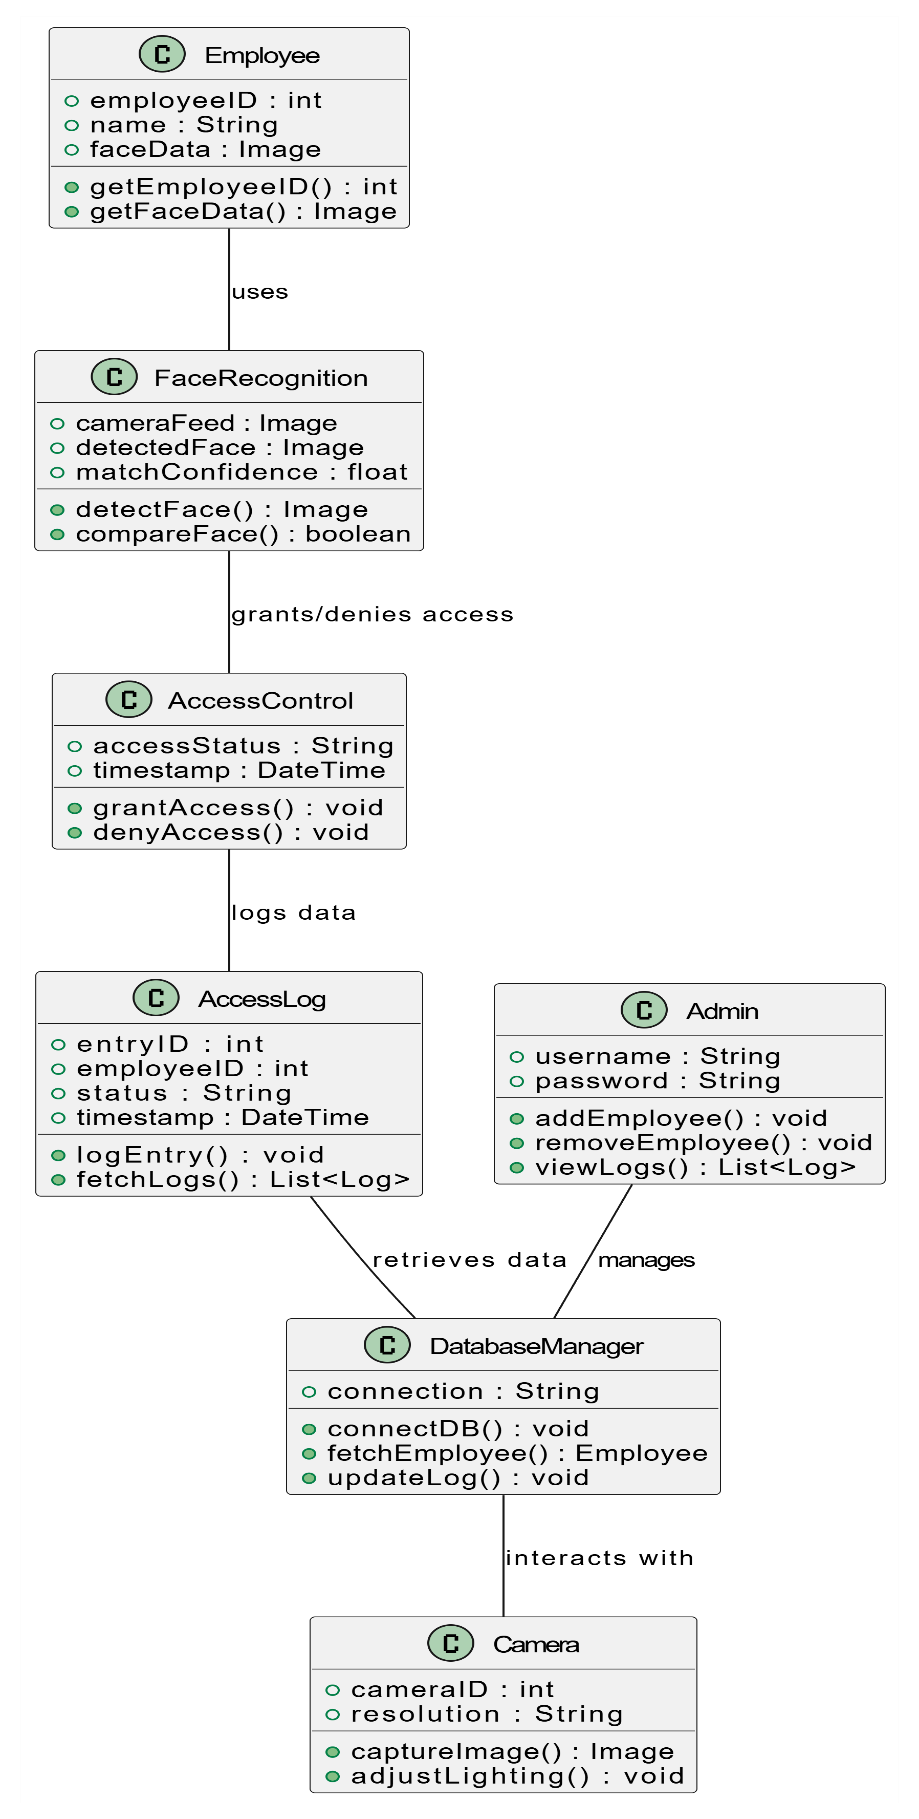 C Employee
employeeID : int
name : String
faceData : Image
getEmployeeID() : int
getFaceData() : Image
uses
C FaceRecognition
cameraFeed : Image
detectedFace : Image
matchConfidence : float
detectFace() : Image
compareFace() : boolean
grants/denies access
C AccessControl
accessStatus : String
timestamp : DateTime
grantAccess() : void
denyAccess() : void
logs data
C AccessLog
entryID : int
employeeID : int
status : String
timestamp : DateTime
logEntry() : void
fetchLogs() : List<Log>
C Admin
username : String
password : String
addEmployee() : void
removeEmployee() : void
viewLogs() : List<Log>
retrieves data
manages
C DatabaseManager
connection : String
connectDB() : void
fetchEmployee() : Employee
updateLog() : void
interacts with
C Camera
cameraID : int
resolution : String
captureImage() : Image
adjustLighting() : void